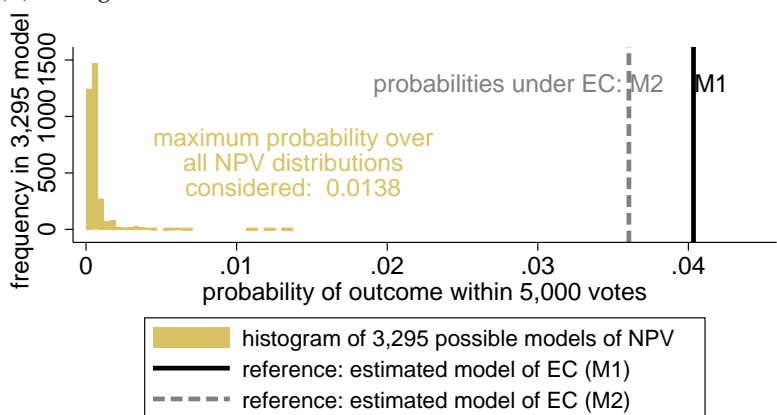 frequency in 3,295 model
1500
1000
500
0
probabilities under EC: M2
M1
maximum probability over
all NPV distributions
considered: 0.0138
0
.01
.02
.03
.04
probability of outcome within 5,000 votes
histogram of 3,295 possible models of NPV
reference: estimated model of EC (M1)
reference: estimated model of EC (M2)